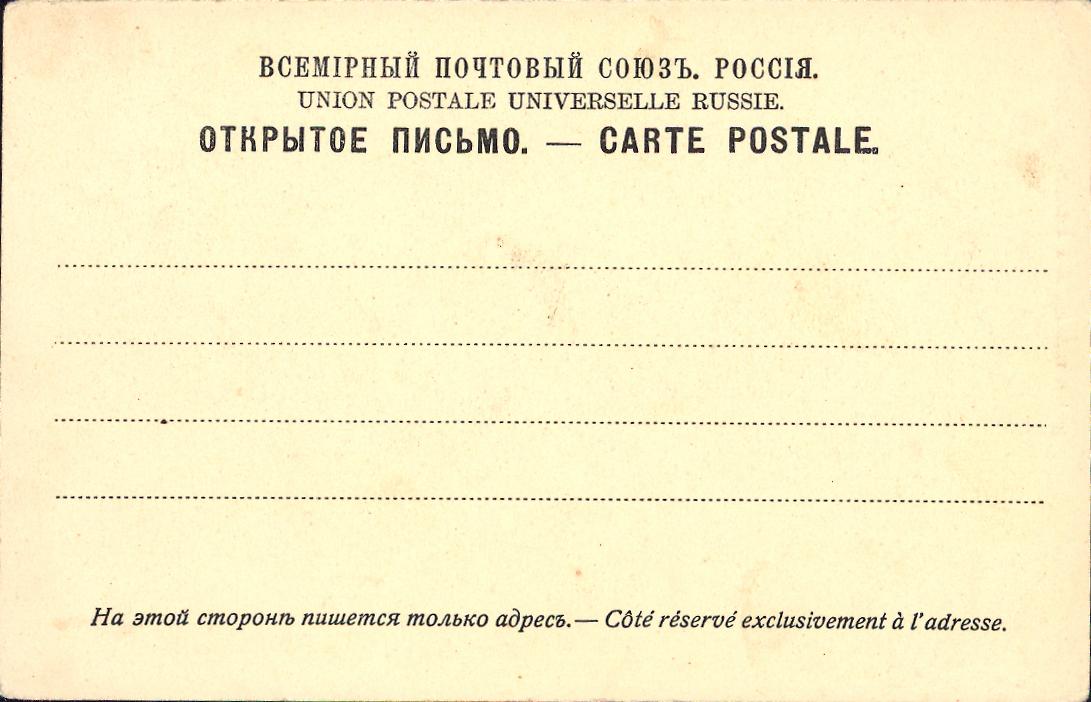 ВСЕМІРНЫЙ ПОЧТОВЫЙ СОЮЗЪ. РОССІЯ.
UNION POSTALE UNIVERSELLE RUSSIE.
ОТКРЫТОЕ ПИСЬМО. — CARTE POSTALE.
На этой сторонѣ пишется только адресъ.— Côté réservé exclusivement à l'adresse.